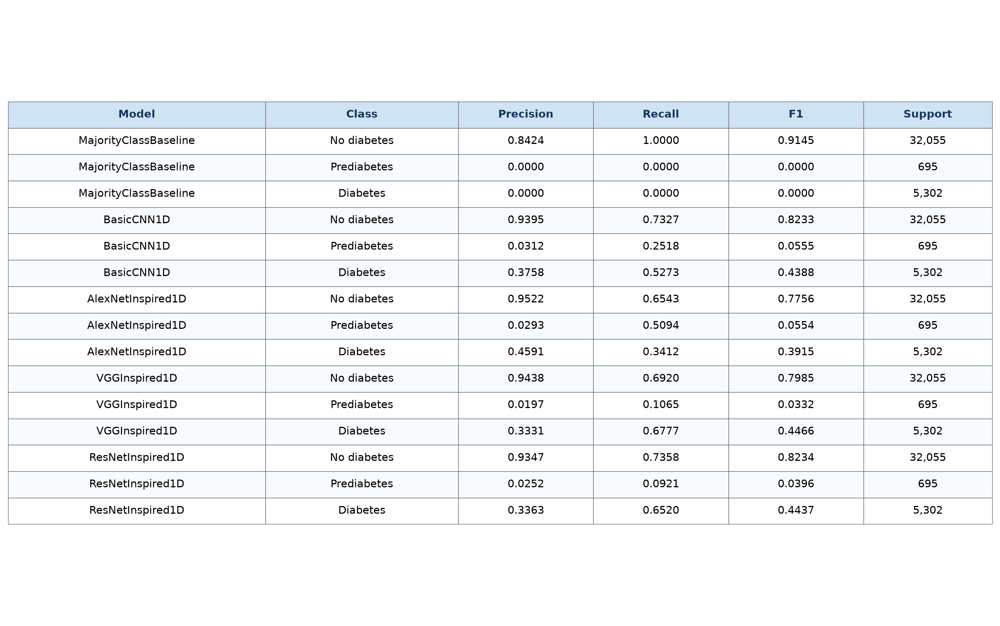 Model Class Precision Recall F1 Support
MajorityClassBaseline No diabetes 0.8424 1.0000 0.9145 32,055
MajorityClassBaseline Prediabetes 0.0000 0.0000 0.0000 695
MajorityClassBaseline Diabetes 0.0000 0.0000 0.0000 5,302
BasicCNN1D No diabetes 0.9395 0.7327 0.8233 32,055
BasicCNN1D Prediabetes 0.0312 0.2518 0.0555 695
BasicCNN1D Diabetes 0.3758 0.5273 0.4388 5,302
AlexNetInspired1D No diabetes 0.9522 0.6543 0.7756 32,055
AlexNetInspired1D Prediabetes 0.0293 0.5094 0.0554 695
AlexNetInspired1D Diabetes 0.4591 0.3412 0.3915 5,302
VGGInspired1D No diabetes 0.9438 0.6920 0.7985 32,055
VGGInspired1D Prediabetes 0.0197 0.1065 0.0332 695
VGGInspired1D Diabetes 0.3331 0.6777 0.4466 5,302
ResNetInspired1D No diabetes 0.9347 0.7358 0.8234 32,055
ResNetInspired1D Prediabetes 0.0252 0.0921 0.0396 695
ResNetInspired1D Diabetes 0.3363 0.6520 0.4437 5,302